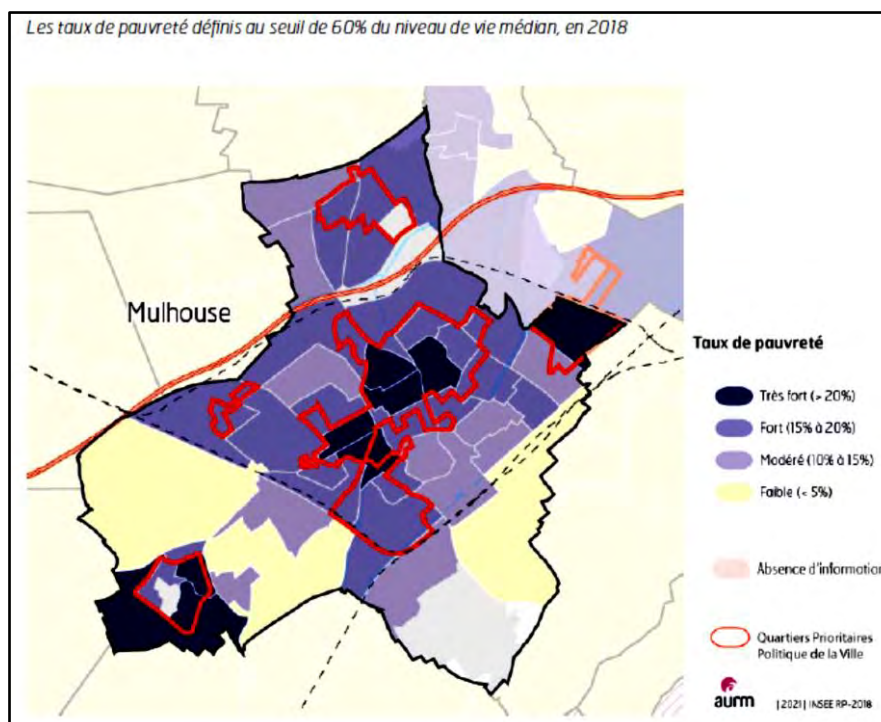 Les taux de pauvreté définis au seuil de 60% du niveau de vie médian, en 2018
Mulhouse
Taux de pauvreté
Très fort (> 20%)
Fort (15% à 20%)
Modéré (10% à 15%)
Faible (< 5%)
Absence d'information
Quartiers Prioritaires
Politique de la Ville
aurm | 2021 | INSEE RP-2018